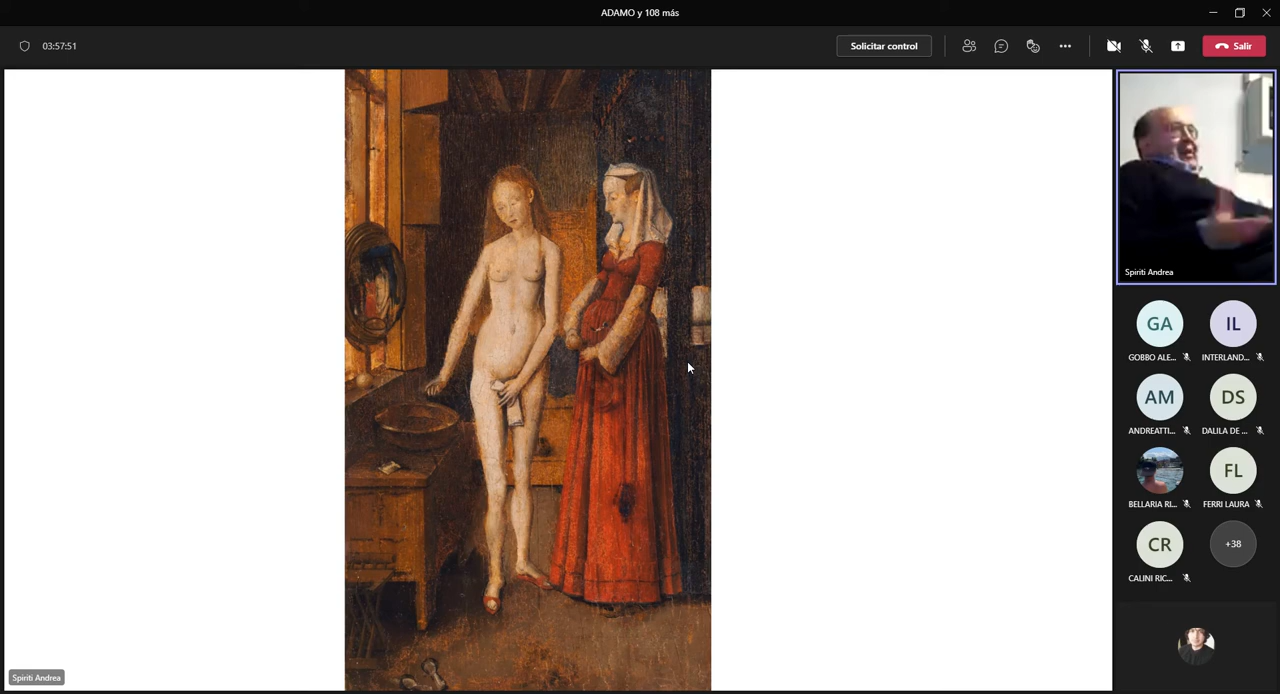 ADAMO y 108 más
03:57:51
Solicitar control
Salir
Spiriti Andrea
GA
IL
GOBBO ALE...
INTERLAND...
AM
DS
ANDREATTI...
DALILA DE ...
FL
BELLARIA RI...
FERRI LAURA
CR
+38
CALINI RIC...
Spiriti Andrea